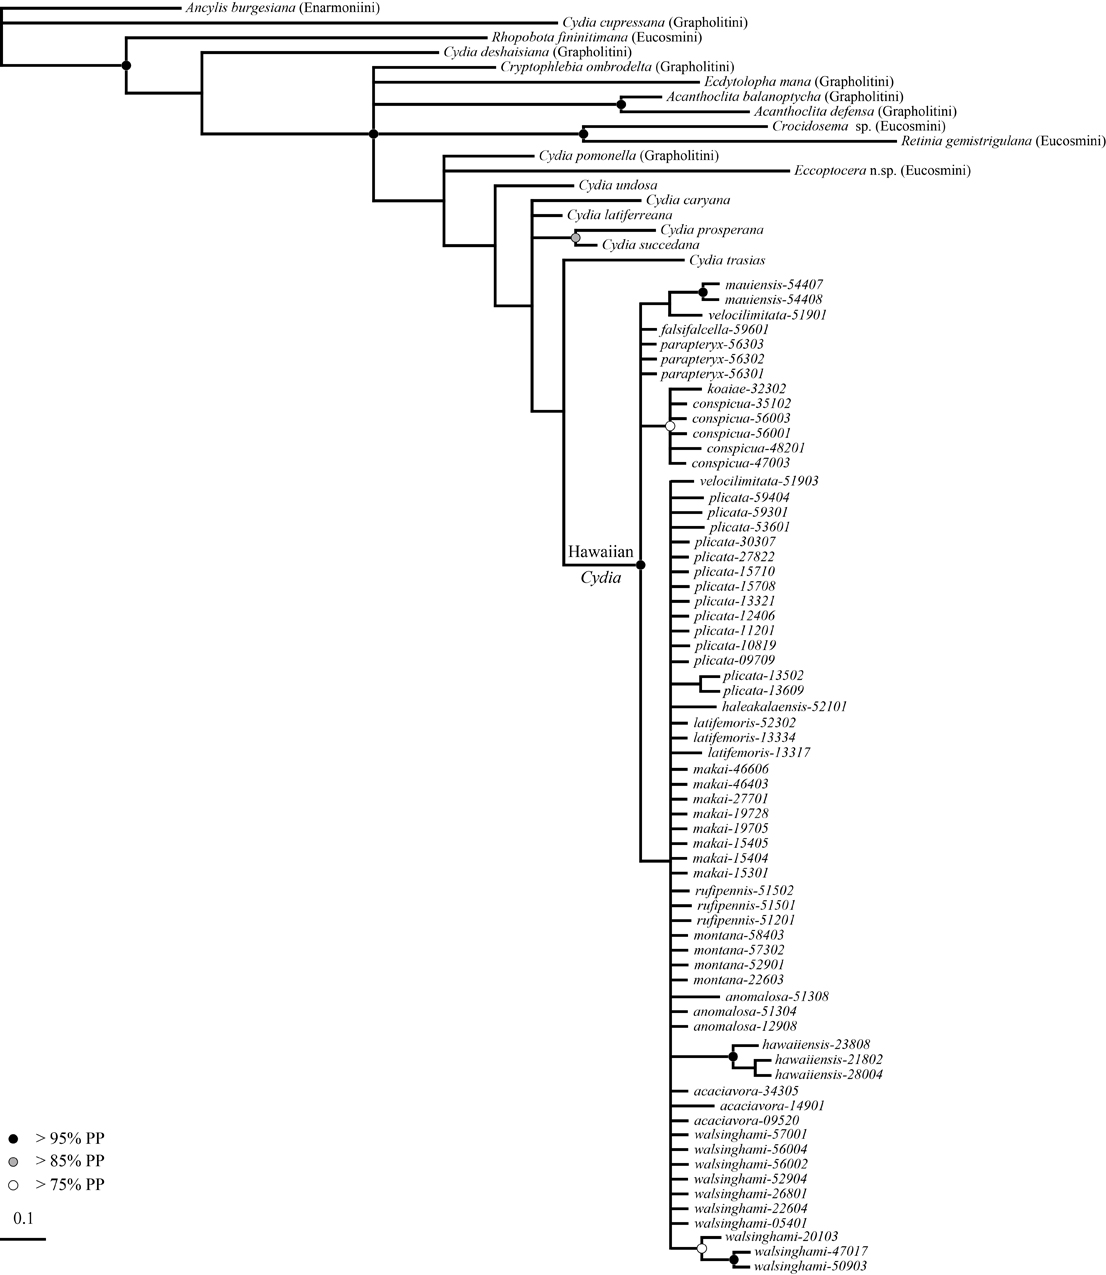 Ancylis burgesiana (Enarmoniini)
Cydia cupressana (Grapholitini)
Rhopobota fininitimana (Eucosmini)
Cydia deshaisiana (Grapholitini)
Cryptophlebia ombrodelta (Grapholitini)
Ecdytolopha mana (Grapholitini)
Acanthoclita balanoptycha (Grapholitini)
Acanthoclita defensa (Grapholitini)
Crocidosema sp. (Eucosmini)
Retinia gemistrigulana (Eucosmini)
Cydia pomonella (Grapholitini)
Eccoptocera n.sp. (Eucosmini)
Cydia undosa
Cydia caryana
Cydia latiferreana
Cydia prosperana
Cydia succedana
Cydia trasias
mauiensis-54407
mauiensis-54408
velocilimitata-51901
falsifalcella-59601
parapteryx-56303
parapteryx-56302
parapteryx-56301
koaiae-32302
conspicua-35102
conspicua-56003
conspicua-56001
conspicua-48201
conspicua-47003
velocilimitata-51903
plicata-59404
plicata-59301
plicata-53601
plicata-30307
Hawaiian
plicata-27822
plicata-15710
Cydia
plicata-15708
plicata-13321
plicata-12406
plicata-11201
plicata-10819
plicata-09709
plicata-13502
plicata-13609
haleakalaensis-52101
latifemoris-52302
latifemoris-13334
latifemoris-13317
makai-46606
makai-46403
makai-27701
makai-19728
makai-19705
makai-15405
makai-15404
makai-15301
rufipennis-51502
rufipennis-51501
rufipennis-51201
montana-58403
montana-57302
montana-52901
montana-22603
anomalosa-51308
anomalosa-51304
anomalosa-12908
hawaiiensis-23808
hawaiiensis-21802
hawaiiensis-28004
acaciavora-34305
acaciavora-14901
acaciavora-09520
walsinghami-57001
walsinghami-56004
walsinghami-56002
walsinghami-52904
walsinghami-26801
walsinghami-22604
walsinghami-05401
walsinghami-20103
walsinghami-47017
walsinghami-50903
> 95% PP
> 85% PP
> 75% PP
0.1